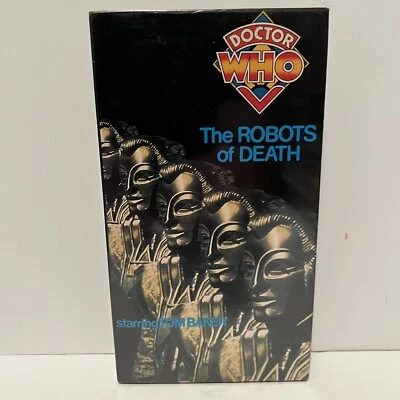 DOCTOR
WHO
The ROBOTS
of DEATH
starring TOM BAKER